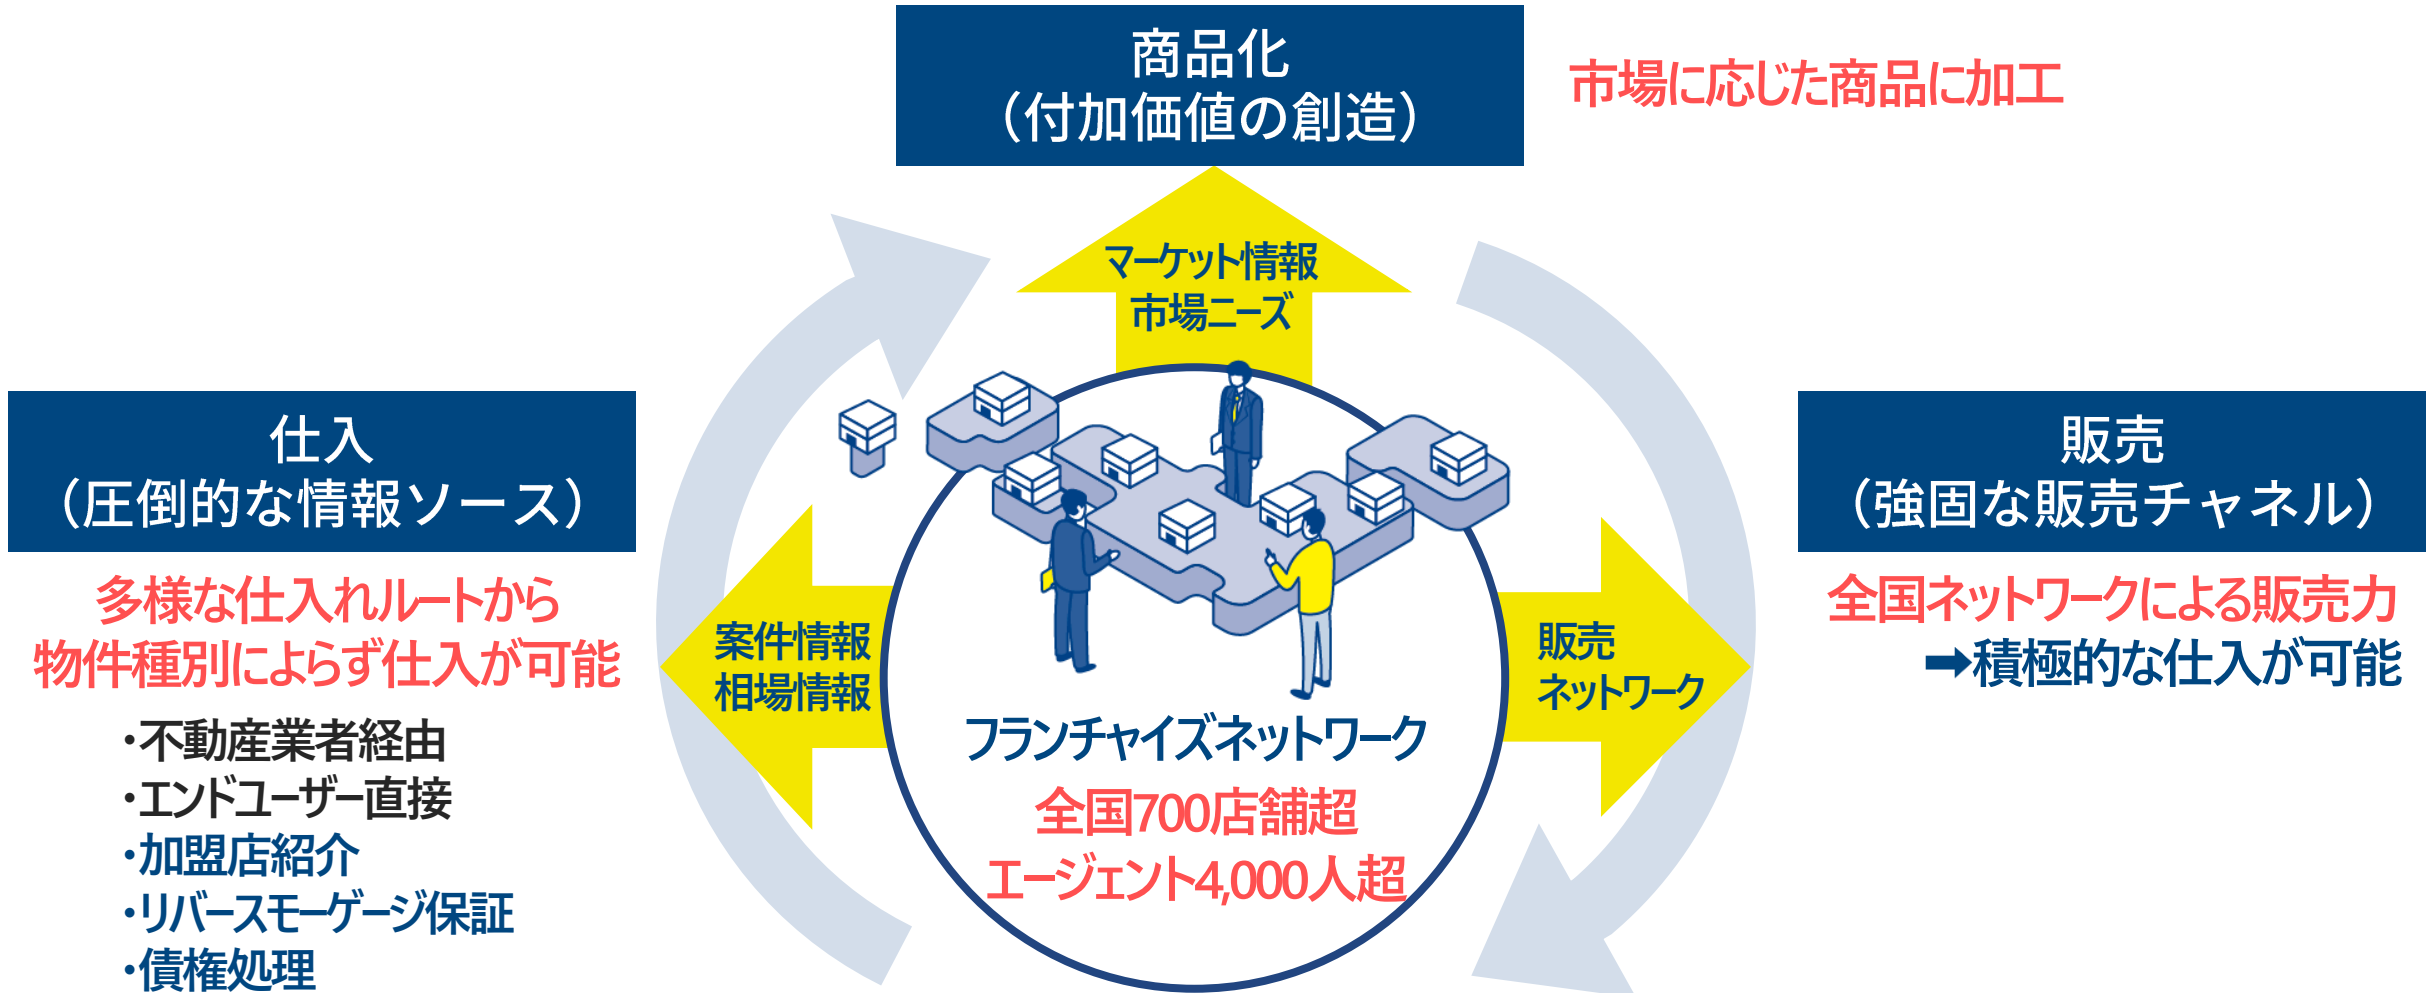 商品化
（付加価値の創造）
市場に応じた商品に加工
マーケット情報
市場ニーズ
仕入
（圧倒的な情報ソース）
多様な仕入れルートから
物件種別によらず仕入が可能
・不動産業者経由
・エンドユーザー直接
・加盟店紹介
・リバースモーゲージ保証
・債権処理
案件情報
相場情報
フランチャイズネットワーク
全国700店舗超
エージェント4,000人超
販売
ネットワーク
販売
（強固な販売チャネル）
全国ネットワークによる販売力
➡積極的な仕入が可能